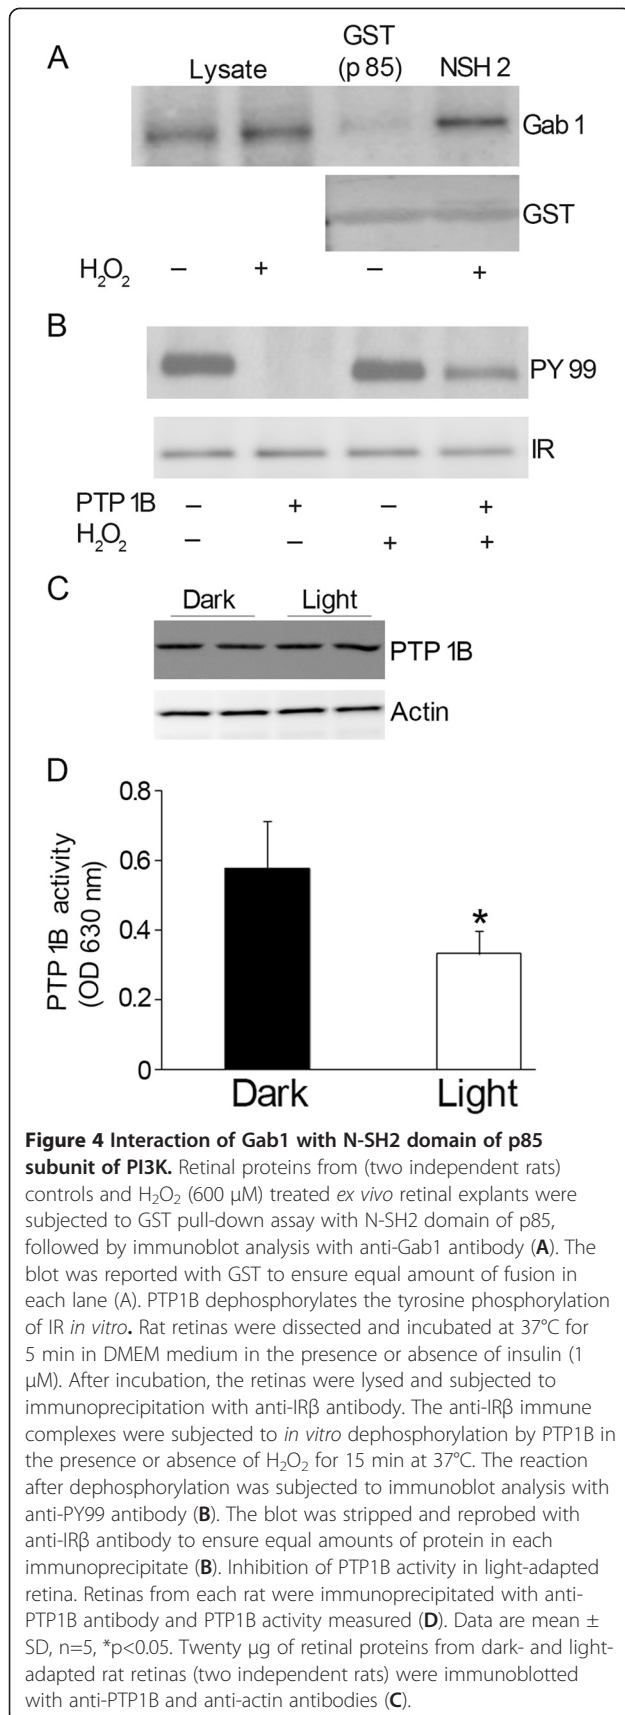 A
Lysate
GST
(p 85)
NSH 2
Gab 1
GST
H₂O₂ – + – +
B
PY 99
IR
PTP 1B – + – +
H₂O₂ – – + +
C
Dark Light
PTP 1B
Actin
D
PTP 1B activity
(OD 630 nm)
0.8
0.6
0.4
0.2
0
*
Dark Light
Figure 4 Interaction of Gab1 with N-SH2 domain of p85
subunit of PI3K. Retinal proteins from (two independent rats)
controls and H₂O₂ (600 μM) treated ex vivo retinal explants were
subjected to GST pull-down assay with N-SH2 domain of p85,
followed by immunoblot analysis with anti-Gab1 antibody (A). The
blot was reported with GST to ensure equal amount of fusion in
each lane (A). PTP1B dephosphorylates the tyrosine phosphorylation
of IR in vitro. Rat retinas were dissected and incubated at 37°C for
5 min in DMEM medium in the presence or absence of insulin (1
μM). After incubation, the retinas were lysed and subjected to
immunoprecipitation with anti-IRβ antibody. The anti-IRβ immune
complexes were subjected to in vitro dephosphorylation by PTP1B in
the presence or absence of H₂O₂ for 15 min at 37°C. The reaction
after dephosphorylation was subjected to immunoblot analysis with
anti-PY99 antibody (B). The blot was stripped and reprobed with
anti-IRβ antibody to ensure equal amounts of protein in each
immunoprecipitate (B). Inhibition of PTP1B activity in light-adapted
retina. Retinas from each rat were immunoprecipitated with anti-
PTP1B antibody and PTP1B activity measured (D). Data are mean ±
SD, n=5, *p<0.05. Twenty μg of retinal proteins from dark- and light-
adapted rat retinas (two independent rats) were immunoblotted
with anti-PTP1B and anti-actin antibodies (C).